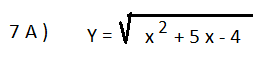 7 A ) Y = √x² + 5 x - 4